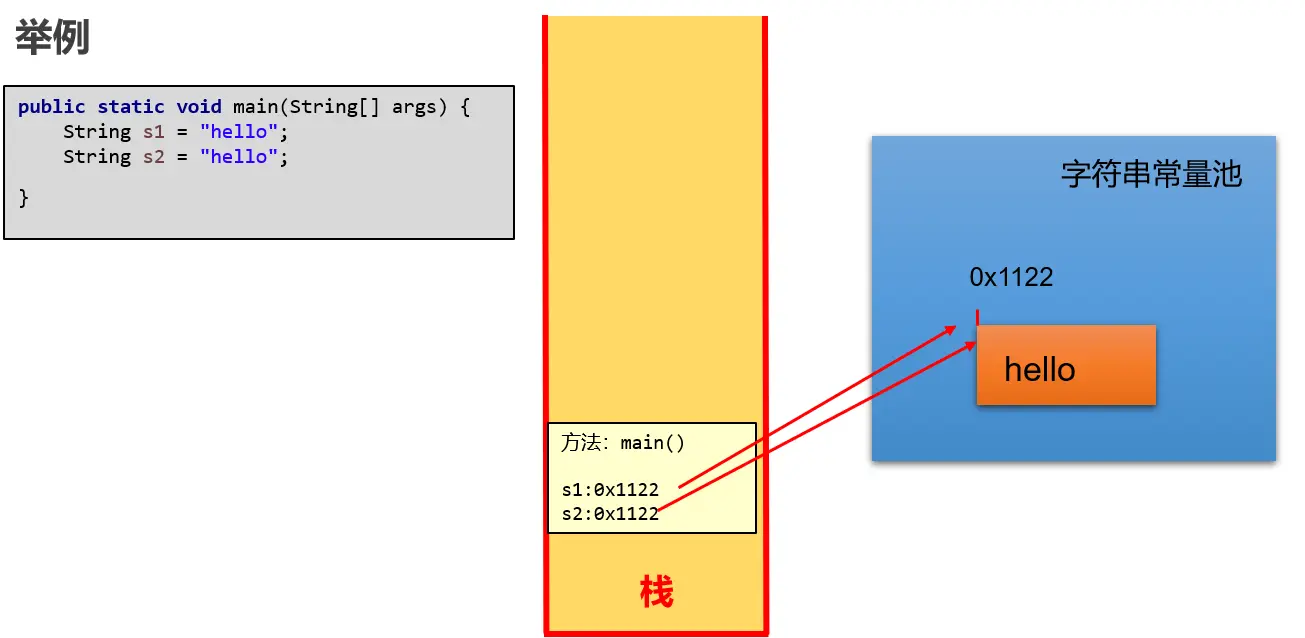 举例
public static void main(String[] args) {
    String s1 = "hello";
    String s2 = "hello";
}
字符串常量池
0x1122
hello
方法：main()
s1:0x1122
s2:0x1122
栈